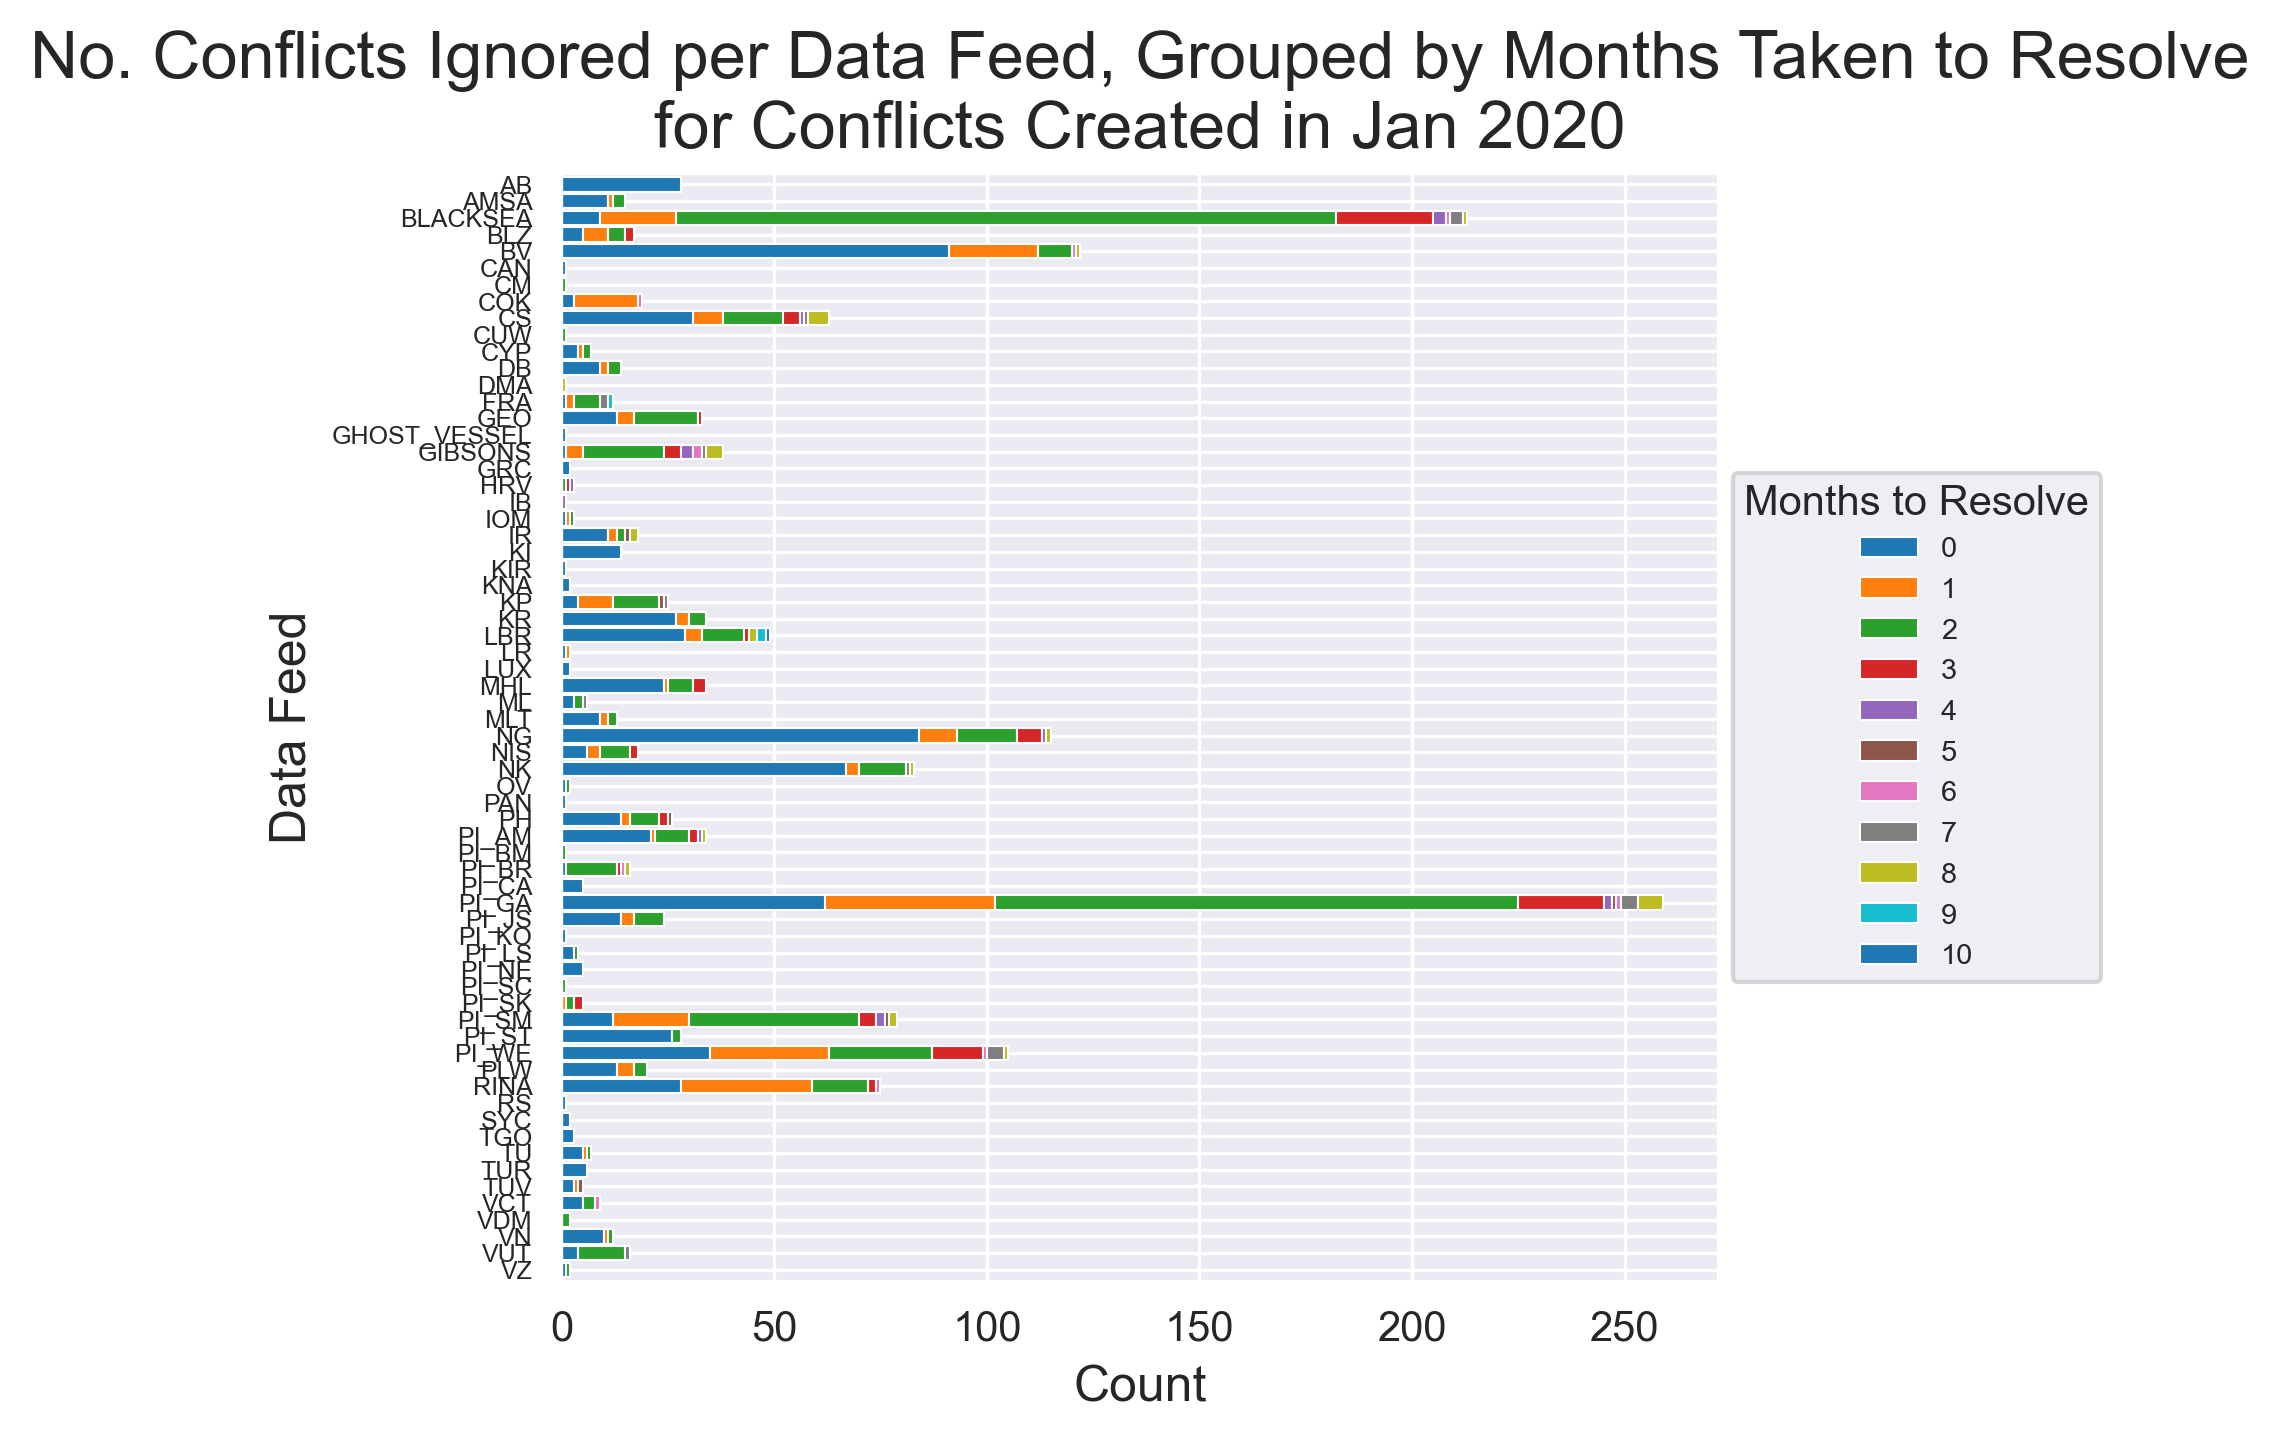 No. Conflicts Ignored per Data Feed, Grouped by Months Taken to Resolve
for Conflicts Created in Jan 2020
AB
AMSA
BLACKSEA
BLZ
BV
CAN
CM
COK
CS
CUW
CYP
DB
DMA
FRA
GEO
GHOST_VESSEL
GIBSONS
GRC
HRV
IB
IOM
IR
KI
KIR
KNA
KP
KR
LBR
LR
LUX
MHL
ML
MLT
NG
NIS
NK
OV
PAN
PH
PI_AM
PI_BM
PI_BR
PI_CA
PI_GA
PI_JS
PI_KO
PI_LS
PI_NE
PI_SC
PI_SK
PI_SM
PI_ST
PI_WE
PLW
RINA
RS
SYC
TGO
TU
TUR
TUV
VCT
VDM
VN
VUT
VZ
Data Feed
0 50 100 150 200 250
Count
Months to Resolve
0
1
2
3
4
5
6
7
8
9
10